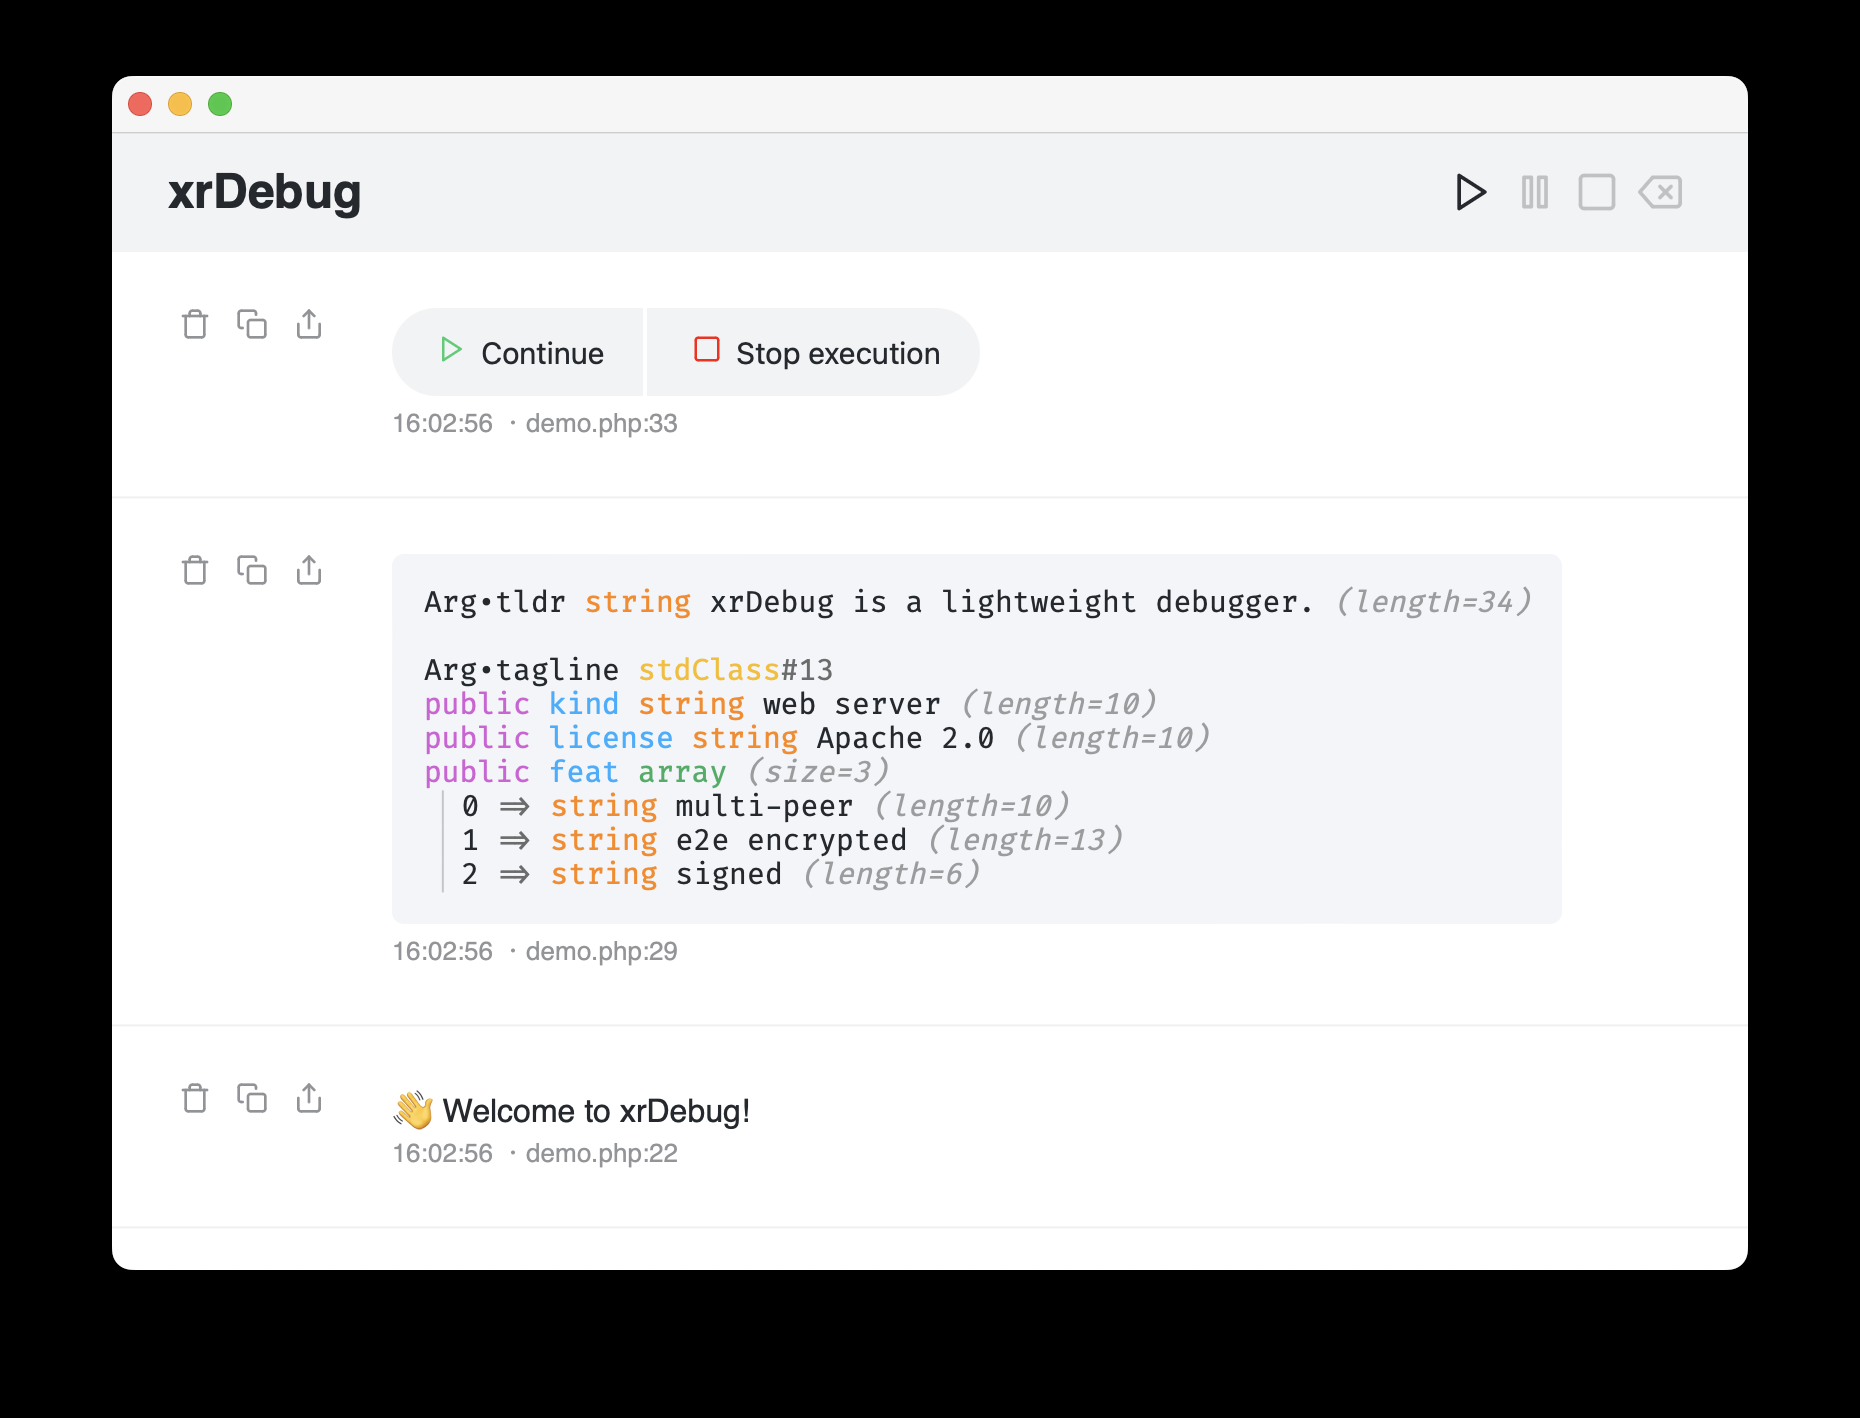 xrDebug
Continue
Stop execution
16:02:56 · demo.php:33
Arg•tldr string xrDebug is a lightweight debugger. (length=34)
Arg•tagline stdClass#13
public kind string web server (length=10)
public license string Apache 2.0 (length=10)
public feat array (size=3)
0 => string multi-peer (length=10)
1 => string e2e encrypted (length=13)
2 => string signed (length=6)
16:02:56 · demo.php:29
👋 Welcome to xrDebug!
16:02:56 · demo.php:22